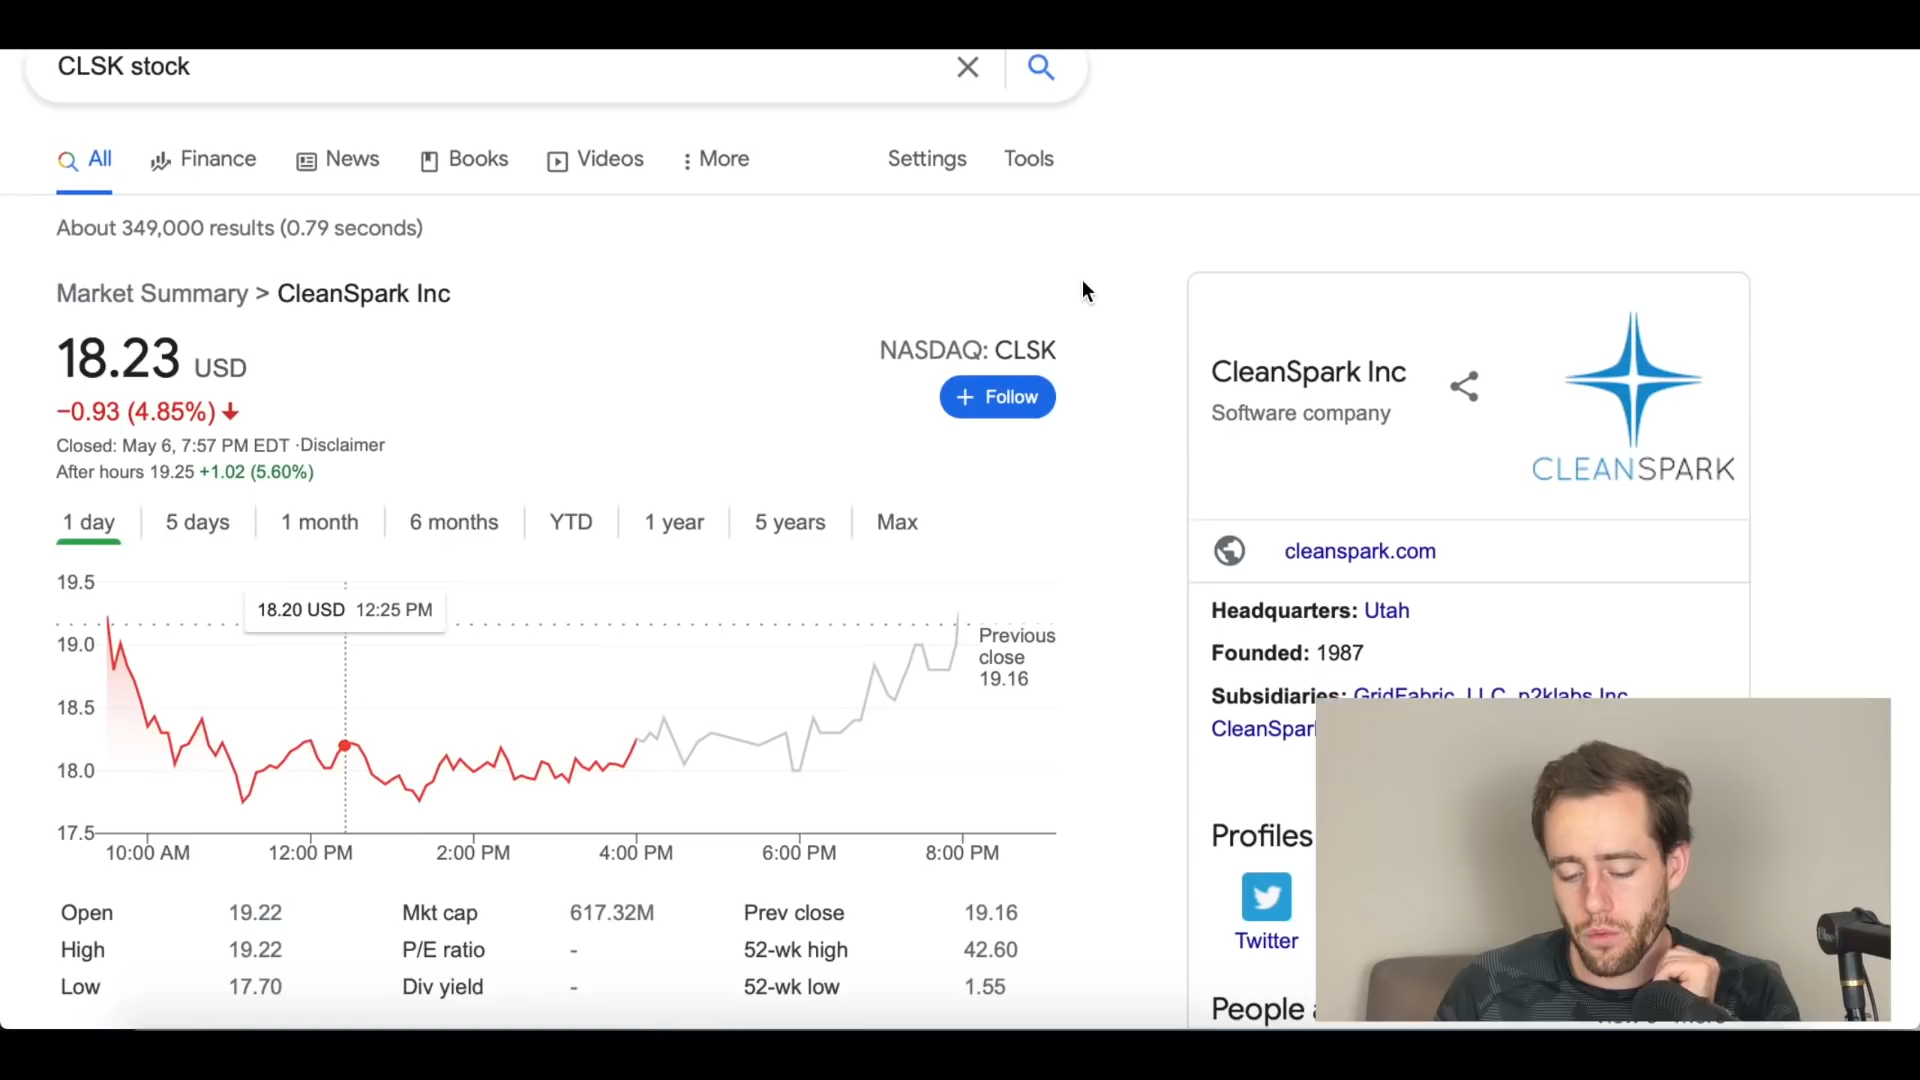 CLSK stock
All
Finance
News
Books
Videos
More
Settings
Tools
About 349,000 results (0.79 seconds)
Market Summary > CleanSpark Inc
18.23 USD
−0.93 (4.85%)
Closed: May 6, 7:57 PM EDT ·Disclaimer
After hours 19.25 +1.02 (5.60%)
NASDAQ: CLSK
+ Follow
1 day
5 days
1 month
6 months
YTD
1 year
5 years
Max
19.5
19.0
18.5
18.0
17.5
18.20 USD 12:25 PM
Previous
close
19.16
10:00 AM
12:00 PM
2:00 PM
4:00 PM
6:00 PM
8:00 PM
Open 19.22 Mkt cap 617.32M Prev close 19.16
High 19.22 P/E ratio - 52-wk high 42.60
Low 17.70 Div yield - 52-wk low 1.55
CleanSpark Inc
Software company
CLEANSPARK
cleanspark.com
Headquarters: Utah
Founded: 1987
Subsidiaries: GridFabric, LLC, p2klabs Inc
CleanSpar
Profiles
Twitter
People